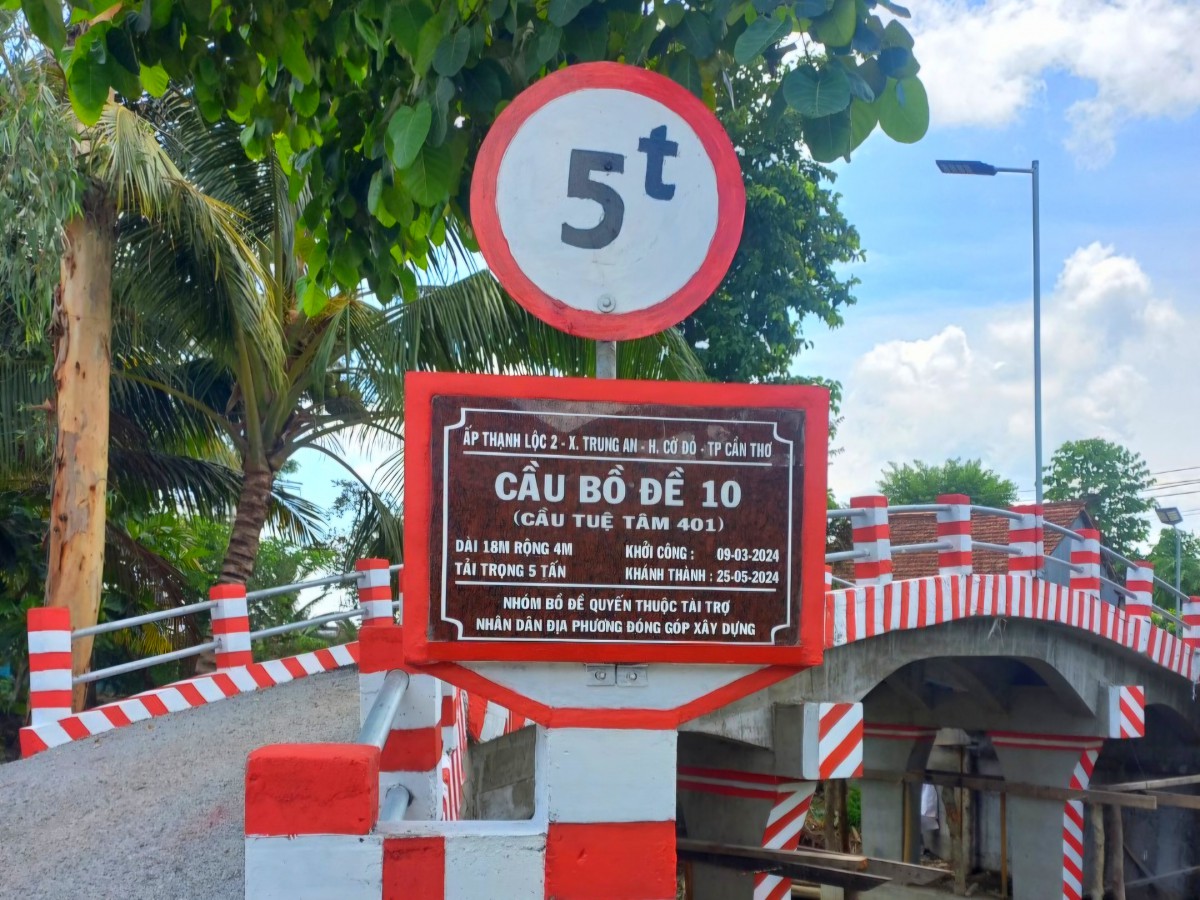 5t
ẤP THẠNH LỘC 2 - X. TRUNG AN - H. CỜ ĐỎ - TP CẦN THƠ
CẦU BỒ ĐỀ 10
(CẦU TUỆ TÂM 401)
DÀI 18M RỘNG 4M KHỞI CÔNG : 09-03-2024
TẢI TRỌNG 5 TẤN KHÁNH THÀNH : 25-05-2024
NHÓM BỒ ĐỀ QUYẾN THUỘC TÀI TRỢ
NHÂN DÂN ĐỊA PHƯƠNG ĐÓNG GÓP XÂY DỰNG